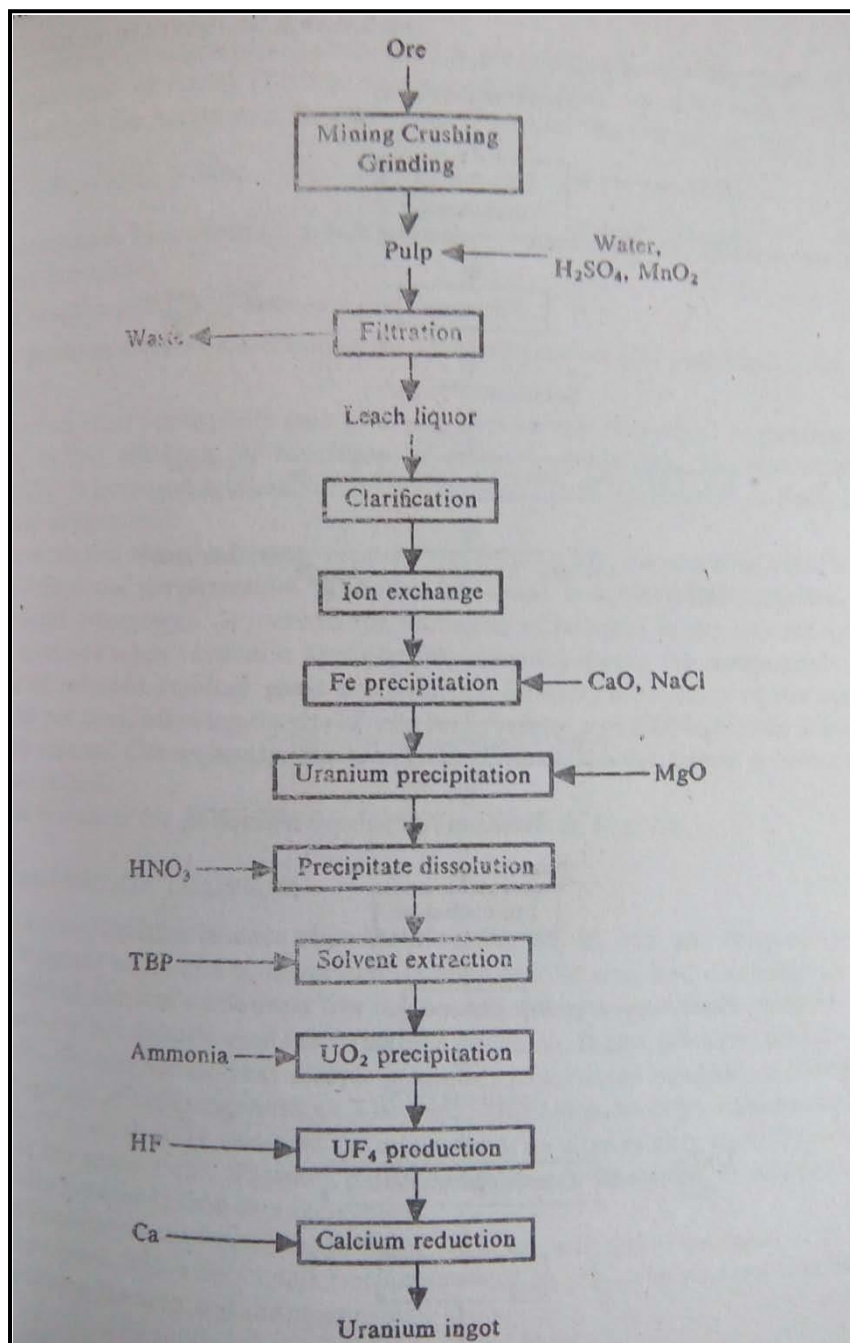 Ore
Mining Crushing
Grinding
Pulp
Water,
H₂SO₄, MnO₂
Waste
Filtration
Leach liquor
Clarification
Ion exchange
Fe precipitation
CaO, NaCl
Uranium precipitation
MgO
HNO₃
Precipitate dissolution
TBP
Solvent extraction
Ammonia
UO₂ precipitation
HF
UF₄ production
Ca
Calcium reduction
Uranium ingot